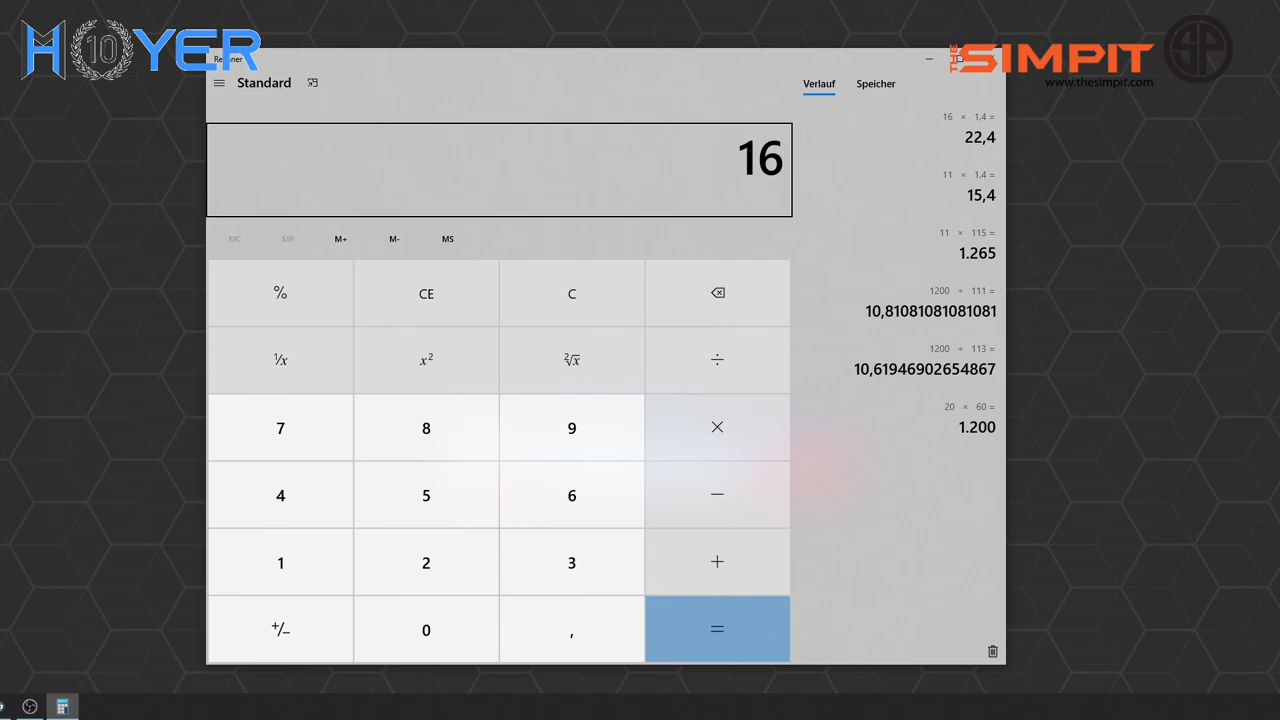 HOYER
10
THE SIMPIT
www.thesimpit.com
Standard
Verlauf
Speicher
16 × 1,4 =
22,4
11 × 1,4 =
15,4
11 × 115 =
1.265
1200 ÷ 111 =
10,81081081081081
1200 ÷ 113 =
10,61946902654867
20 × 60 =
1.200
16
MC MR M+ M- MS
% CE C
1/x x² ²√x ÷
7 8 9 ×
4 5 6 −
1 2 3 +
+/− 0 , =